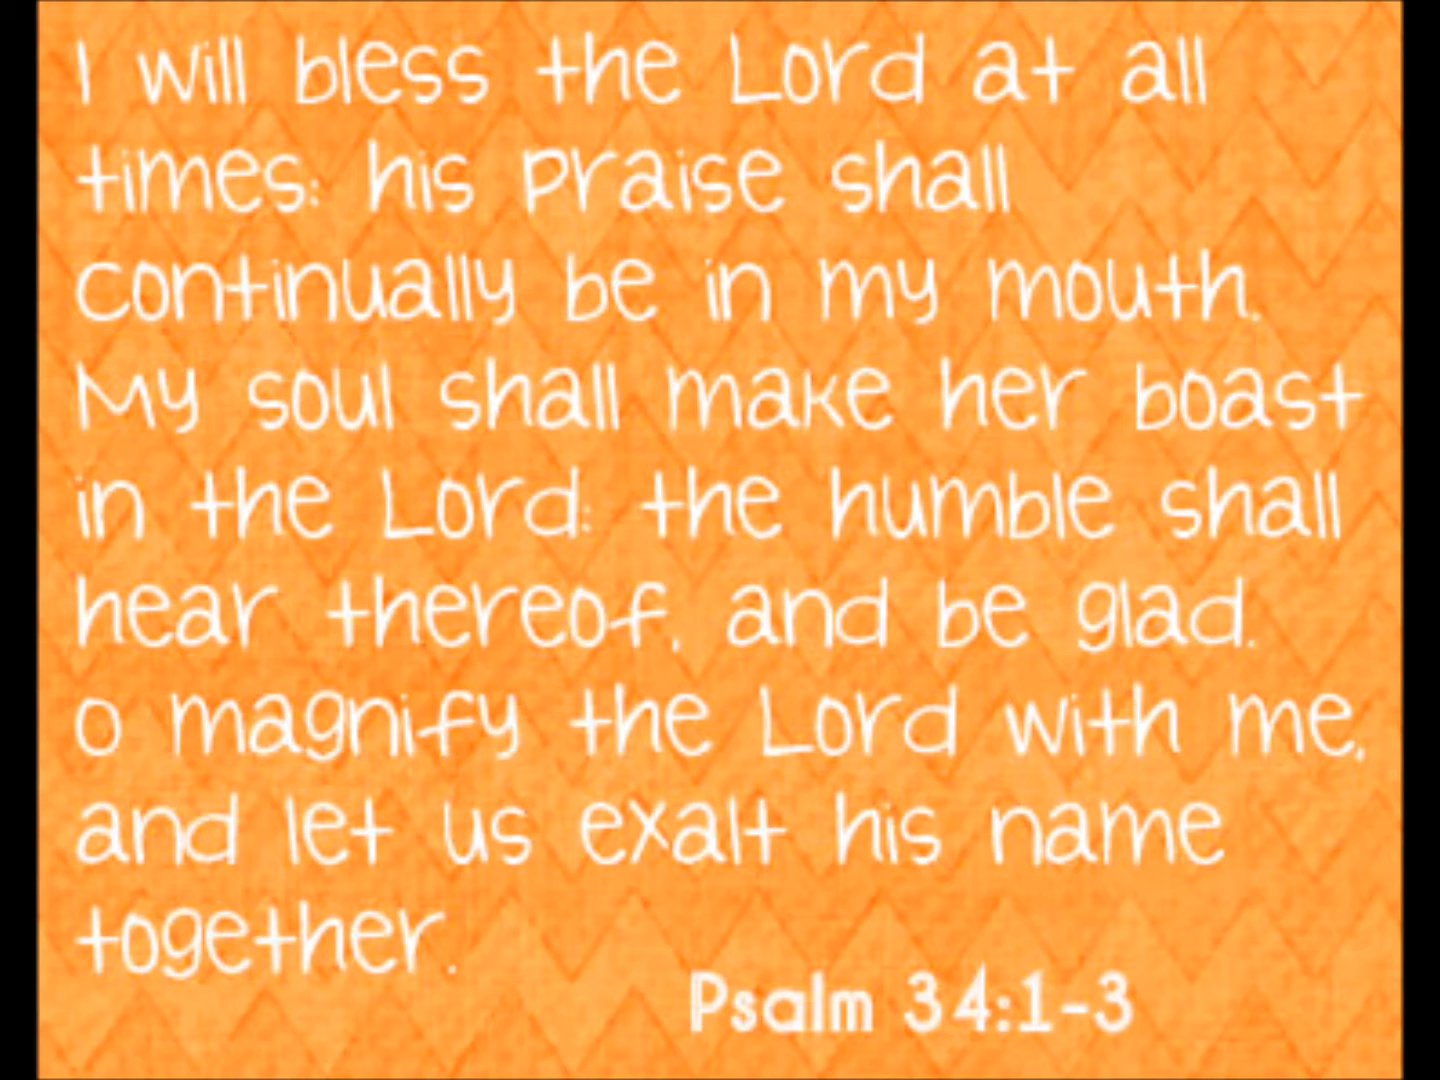 I will bless the Lord at all
times: his praise shall
continually be in my mouth.
My soul shall make her boast
in the Lord: the humble shall
hear thereof, and be glad.
O magnify the Lord with me,
and let us exalt his name
together.
Psalm 34:1-3